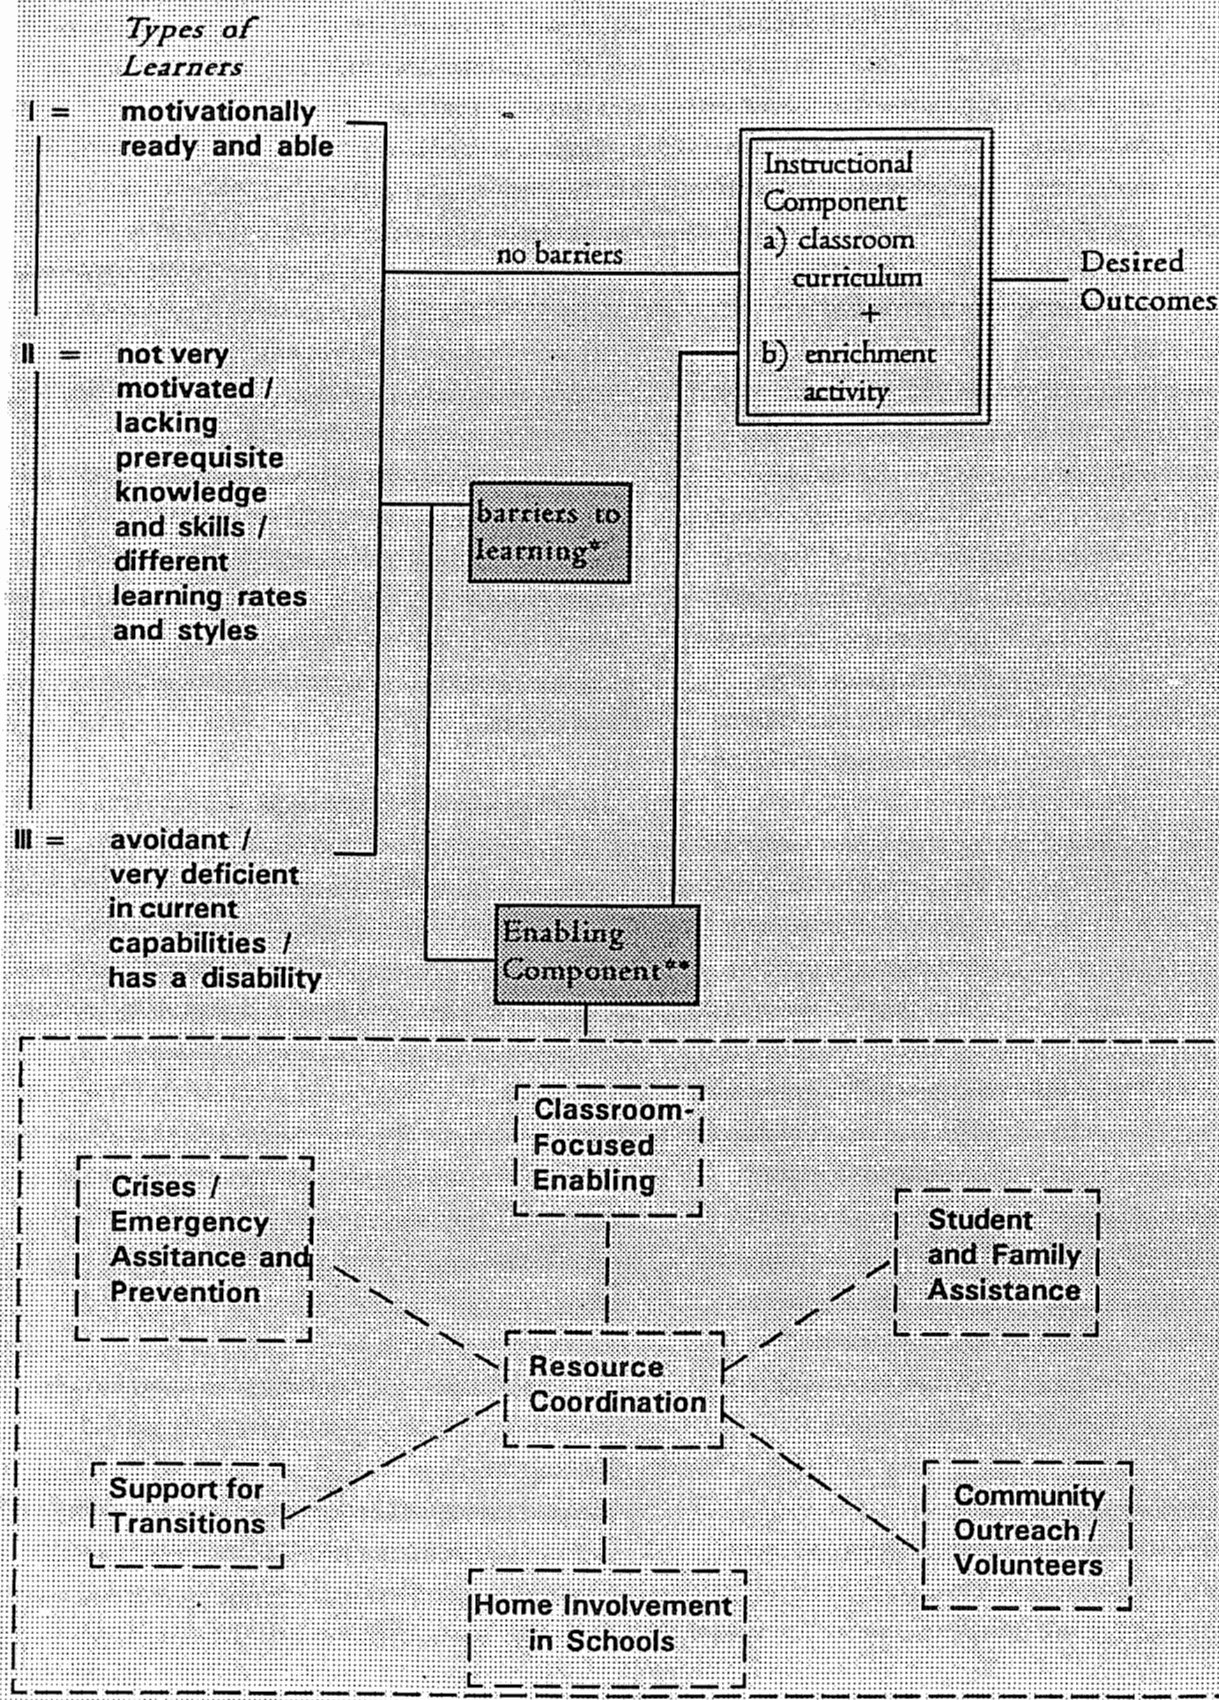 Types of
Learners
I = motivationally
ready and able
II = not very
motivated /
lacking
prerequisite
knowledge
and skills /
different
learning rates
and styles
III = avoidant /
very deficient
in current
capabilities /
has a disability
no barriers
barriers to
learning*
Instructional
Component
a) classroom
curriculum
+
b) enrichment
activity
Desired
Outcomes
Enabling
Component**
Classroom-
Focused
Enabling
Crises /
Emergency
Assitance and
Prevention
Student
and Family
Assistance
Resource
Coordination
Support for
Transitions
Community
Outreach /
Volunteers
Home Involvement
in Schools